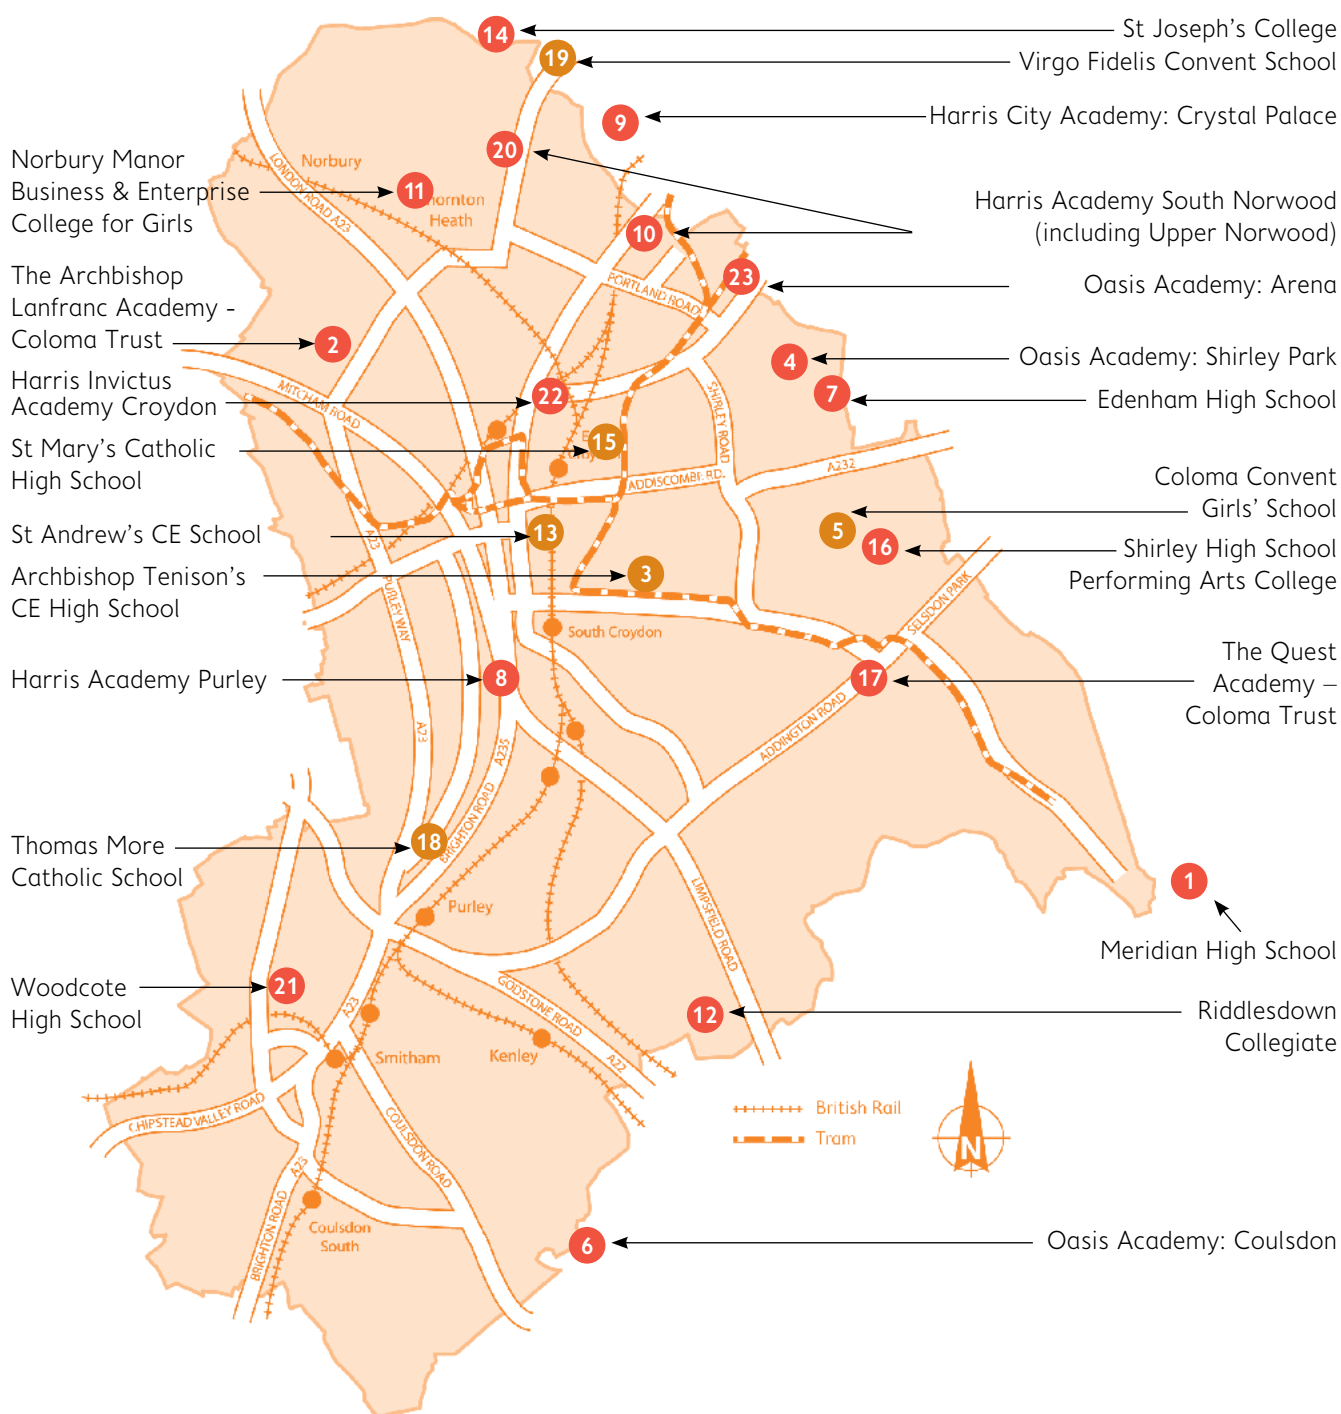 14
St Joseph’s College
19
Virgo Fidelis Convent School
9
Harris City Academy: Crystal Palace
20
Norbury Manor
Business & Enterprise
College for Girls
11
Norbury
LONDON ROAD A23
Heath
Harris Academy South Norwood
(including Upper Norwood)
10
23
Oasis Academy: Arena
PORTLAND ROAD
The Archbishop
Lanfranc Academy -
Coloma Trust
2
4
Oasis Academy: Shirley Park
7
Edenham High School
Harris Invictus
Academy Croydon
22
MITCHAM ROAD
SHIRLEY ROAD
St Mary’s Catholic
High School
15
A232
ADDISCOMBE RD.
Coloma Convent
Girls’ School
5
St Andrew’s CE School
13
16
Shirley High School
Performing Arts College
A23
Archbishop Tenison’s
CE High School
3
PURLEY WAY
SELSDON PARK
South Croydon
Harris Academy Purley
8
17
The Quest
Academy –
Coloma Trust
ADDINGTON ROAD
A23
A235
BRIGHTON ROAD
Thomas More
Catholic School
18
1
Meridian High School
LIMPSFIELD ROAD
Purley
Woodcote
High School
21
A23
GODSTONE ROAD
A22
12
Riddlesdown
Collegiate
Smitham
Kenley
CHIPSTEAD VALLEY ROAD
COULSDON ROAD
British Rail
Tram
N
A23
BRIGHTON ROAD
Coulsdon
South
6
Oasis Academy: Coulsdon